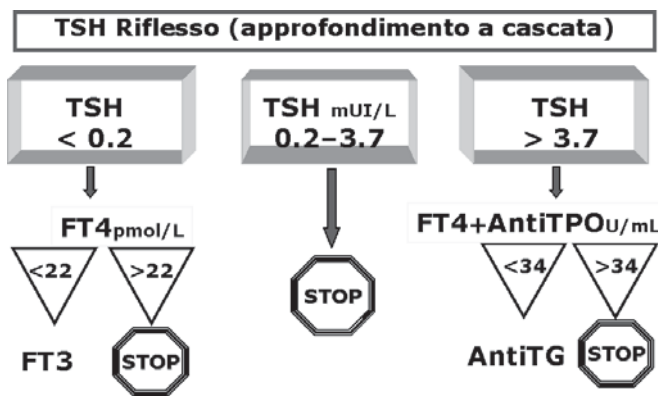 TSH Riflesso (approfondimento a cascata)
TSH
< 0.2
TSH mUI/L
0.2–3.7
TSH
> 3.7
FT4pmol/L
FT4+AntiTPOU/mL
<22
>22
STOP
<34
>34
FT3
STOP
AntiTG
STOP